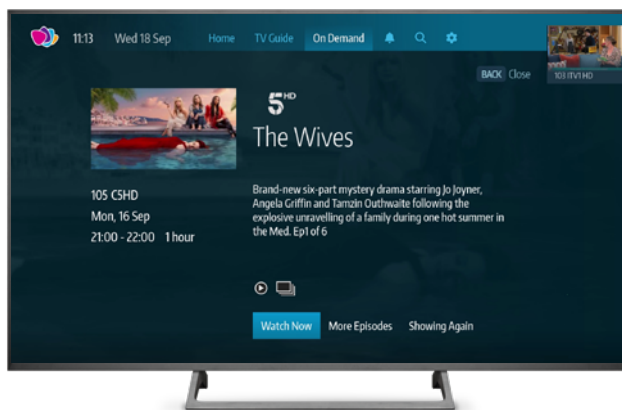 11:13 Wed 18 Sep Home TV Guide On Demand
BACK Close
103 ITV1 HD
5HD
The Wives
105 C5HD
Mon, 16 Sep
21:00 - 22:00 1 hour
Brand-new six-part mystery drama starring Jo Joyner,
Angela Griffin and Tamzin Outhwaite following the
explosive unravelling of a family during one hot summer in
the Med. Ep1 of 6
Watch Now More Episodes Showing Again